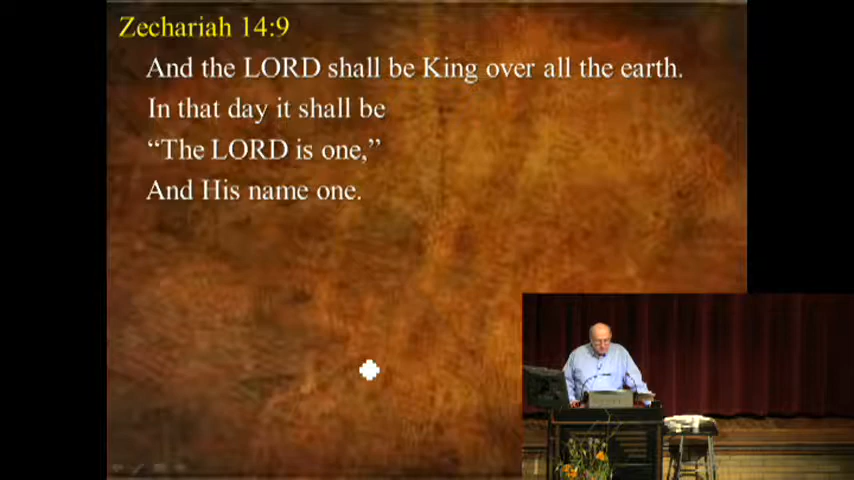 Zechariah 14:9
And the LORD shall be King over all the earth.
In that day it shall be
“The LORD is one,”
And His name one.